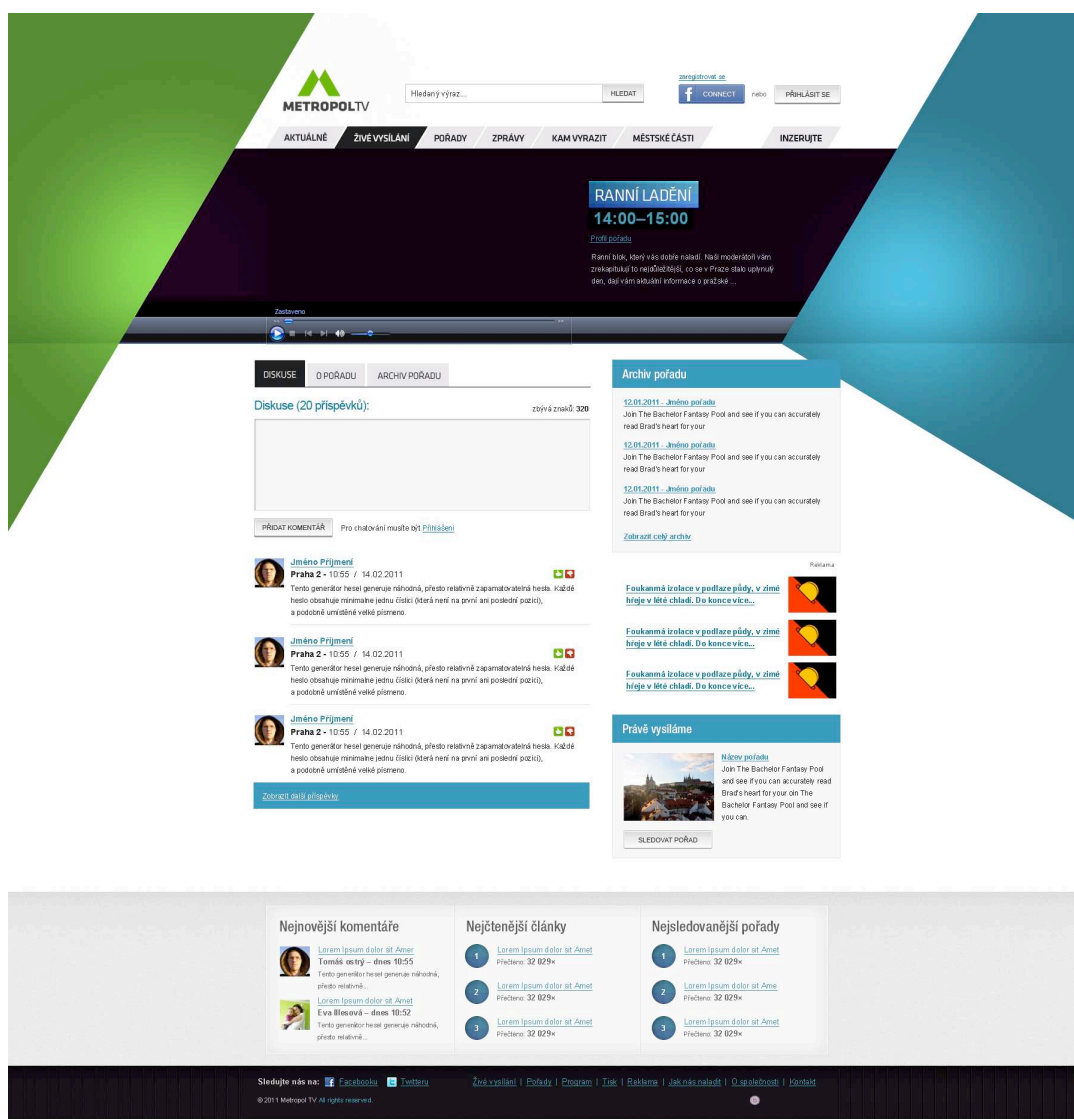 METROPOLTV
Hledaný výraz...
HLEDAT
zaregistrovat se
f CONNECT
nebo
PŘIHLÁSIT SE
AKTUÁLNĚ
ŽIVÉ VYSÍLÁNÍ
POŘADY
ZPRÁVY
KAM VYRAZIT
MĚSTSKÉ ČÁSTI
INZERUJTE
RANNÍ LADĚNÍ
14:00–15:00
Profil pořadu
Ranní blok, který vás dobře naladí. Naši moderátoři vám
zrekapitulují to nejdůležitější, co se v Praze stalo uplynulý
den, dají vám aktuální informace o pražské ...
Zastaveno
DISKUSE
O POŘADU
ARCHIV POŘADU
Diskuse (20 příspěvků):
zbývá znaků: 320
PŘIDAT KOMENTÁŘ
Pro chatování musíte být Přihlášeni
Jméno Příjmení
Praha 2 - 10:55 / 14.02.2011
Tento generátor hesel generuje náhodná, přesto relativně zapamatovatelná hesla. Každé
heslo obsahuje minimalne jednu číslici (která není na první ani poslední pozici),
a podobně umístěné velké písmeno.
Jméno Příjmení
Praha 2 - 10:55 / 14.02.2011
Tento generátor hesel generuje náhodná, přesto relativně zapamatovatelná hesla. Každé
heslo obsahuje minimalne jednu číslici (která není na první ani poslední pozici),
a podobně umístěné velké písmeno.
Jméno Příjmení
Praha 2 - 10:55 / 14.02.2011
Tento generátor hesel generuje náhodná, přesto relativně zapamatovatelná hesla. Každé
heslo obsahuje minimalne jednu číslici (která není na první ani poslední pozici),
a podobně umístěné velké písmeno.
Zobrazit další příspěvky
Archiv pořadu
12.01.2011 - Jméno pořadu
Join The Bachelor Fantasy Pool and see if you can accurately
read Brad's heart for your
12.01.2011 - Jméno pořadu
Join The Bachelor Fantasy Pool and see if you can accurately
read Brad's heart for your
12.01.2011 - Jméno pořadu
Join The Bachelor Fantasy Pool and see if you can accurately
read Brad's heart for your
Zobrazit celý archiv
Reklama
Foukanmá izolace v podlaze půdy, v zimě
hřeje v létě chladí. Do konce více...
Foukanmá izolace v podlaze půdy, v zimě
hřeje v létě chladí. Do konce více...
Foukanmá izolace v podlaze půdy, v zimě
hřeje v létě chladí. Do konce více...
Právě vysíláme
Název pořadu
Join The Bachelor Fantasy Pool
and see if you can accurately read
Brad's heart for your oin The
Bachelor Fantasy Pool and see if
you can.
SLEDOVAT POŘAD
Nejnovější komentáře
Lorem Ipsum dolor sit Amer
Tomáš ostrý – dnes 10:55
Tento generátor hesel generuje náhodná,
přesto relativně...
Lorem Ipsum dolor sit Amet
Eva Illesová – dnes 10:52
Tento generátor hesel generuje náhodná,
přesto relativně...
Nejčtenější články
1
Lorem Ipsum dolor sit Amet
Přečteno: 32 029×
2
Lorem Ipsum dolor sit Amet
Přečteno: 32 029×
3
Lorem Ipsum dolor sit Amet
Přečteno: 32 029×
Nejsledovanější pořady
1
Lorem Ipsum dolor sit Amet
Přečteno: 32 029×
2
Lorem Ipsum dolor sit Ame
Přečteno: 32 029×
3
Lorem Ipsum dolor sit Amet
Přečteno: 32 029×
Sledujte nás na: Facebooku Twitteru
Živé vysílání | Pořady | Program | Tisk | Reklama | Jak nás naladit | O společnosti | Kontakt
© 2011 Metropol TV All rights reserved.